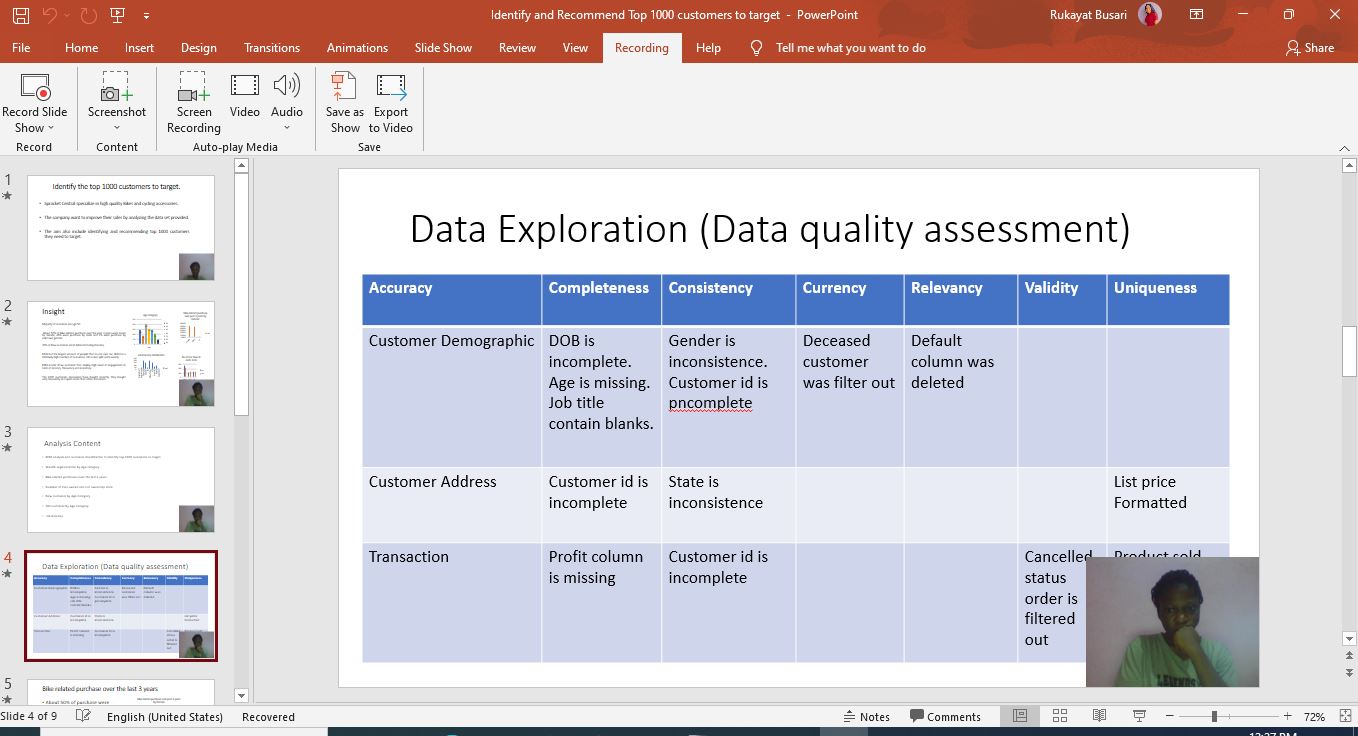 Identify and Recommend Top 1000 customers to target - PowerPoint
Rukayat Busari
File Home Insert Design Transitions Animations Slide Show Review View Recording Help Tell me what you want to do Share
Record Slide Show
Screenshot
Screen Recording
Video
Audio
Save as Show
Export to Video
Record
Content
Auto-play Media
Save
1
Identify the top 1000 customers to target.
• Sprocket Central specialize in high quality Bikes and cycling accessories.
• The company want to improve their sales by analysing the data set provided.
• The aim also include identifying and recommending top 1000 customers
they need to target.
2
Insight
3
Analysis Content
4
Data Exploration (Data quality assessment)
5
Bike related purchase over the last 3 years
• About 50% of purchase were
Data Exploration (Data quality assessment)
Accuracy Completeness Consistency Currency Relevancy Validity Uniqueness
Customer Demographic
DOB is
incomplete.
Age is missing.
Job title
contain blanks.
Gender is
inconsistence.
Customer id is
pncomplete
Deceased
customer
was filter out
Default
column was
deleted
Customer Address
Customer id is
incomplete
State is
inconsistence
List price
Formatted
Transaction
Profit column
is missing
Customer id is
incomplete
Cancelled
status
order is
filtered
out
Product sold
Slide 4 of 9 English (United States) Recovered
Notes Comments 72%
12:37 PM